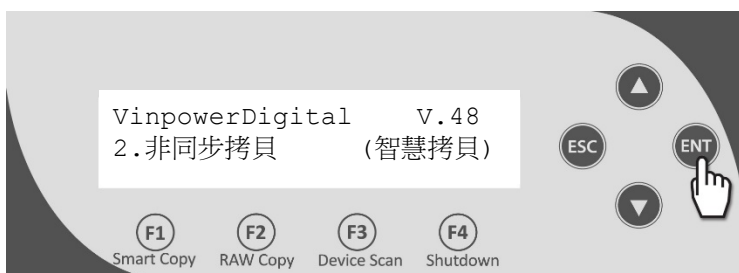 VinpowerDigital V.48
2.非同步拷貝 (智慧拷貝)
ESC
ENT
F1 F2 F3 F4
Smart Copy RAW Copy Device Scan Shutdown